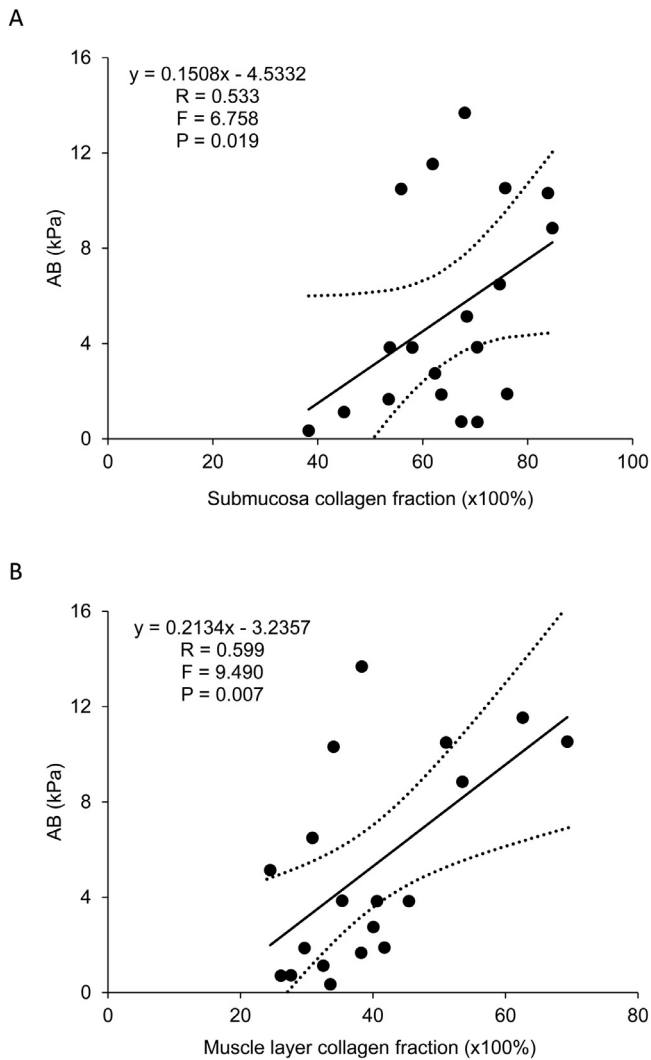 A
16
y = 0.1508x - 4.5332
R = 0.533
F = 6.758
P = 0.019
12
8
4
0
AB (kPa)
0 20 40 60 80 100
Submucosa collagen fraction (x100%)
B
16
y = 0.2134x - 3.2357
R = 0.599
F = 9.490
P = 0.007
12
8
4
0
AB (kPa)
0 20 40 60 80
Muscle layer collagen fraction (x100%)